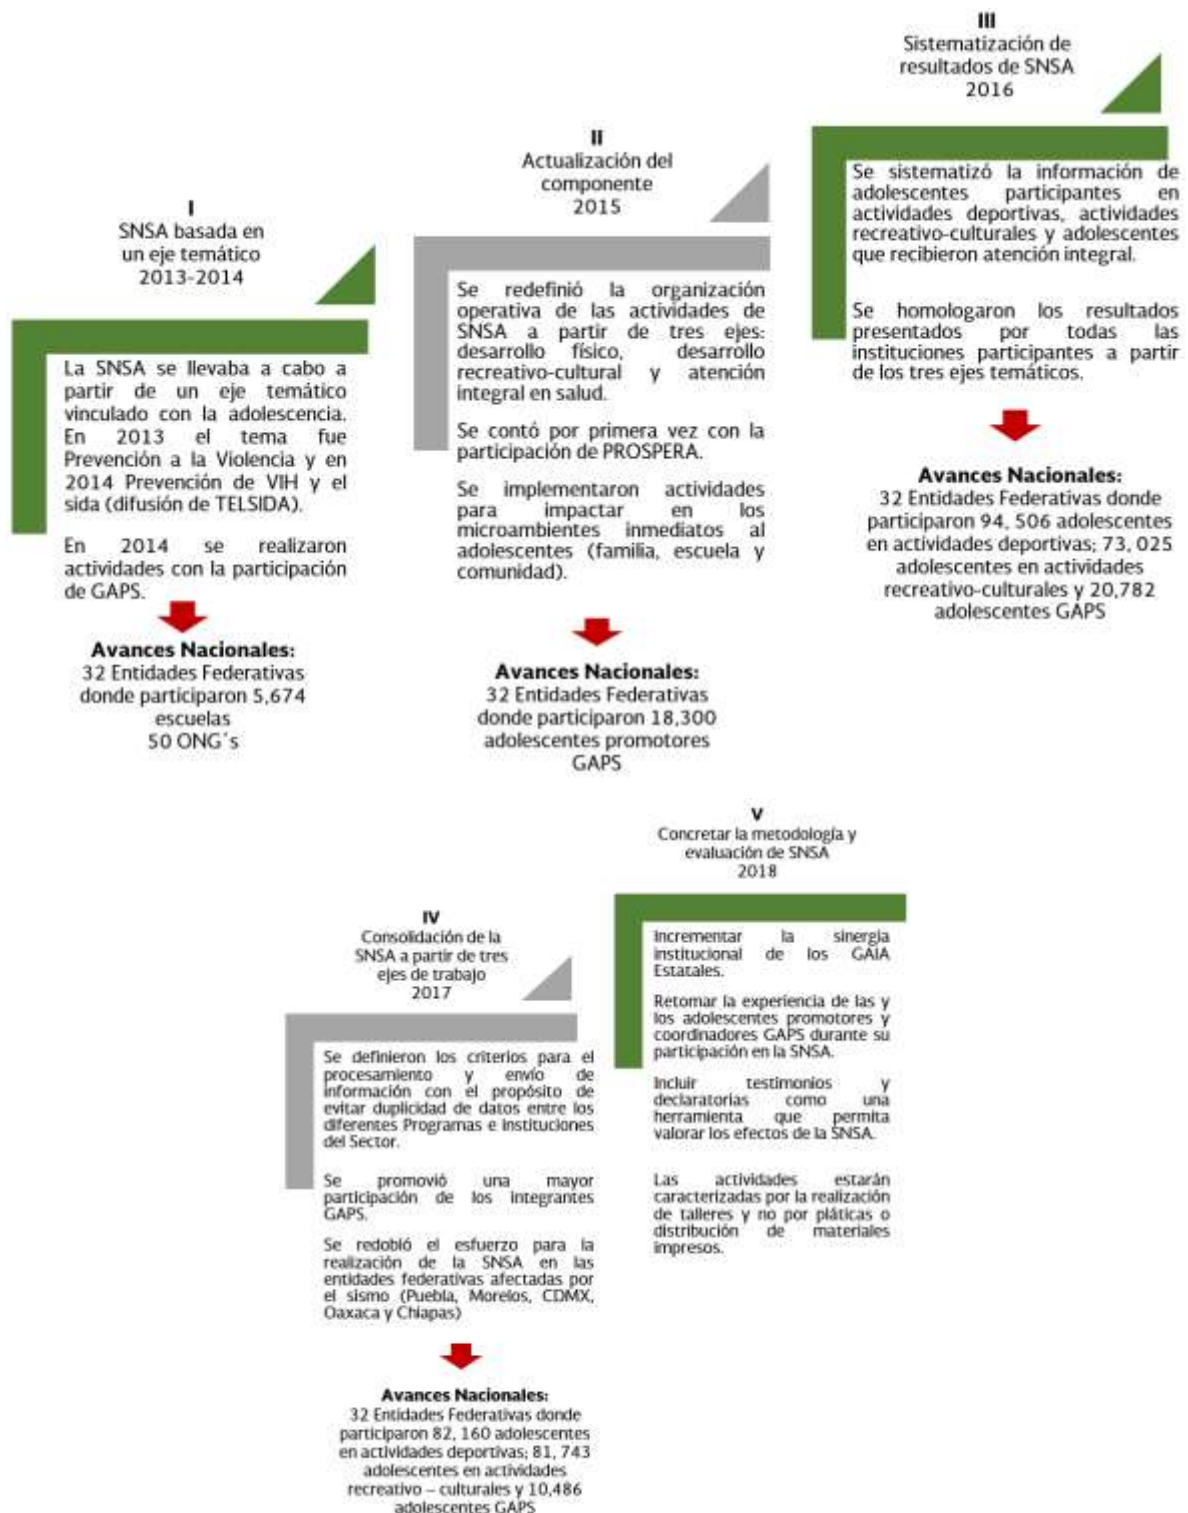 I
SNSA basada en
un eje temático
2013-2014
La SNSA se llevaba a cabo a
partir de un eje temático
vinculado con la adolescencia.
En 2013 el tema fue
Prevención a la Violencia y en
2014 Prevención de VIH y el
sida (difusión de TELSIDA).
En 2014 se realizaron
actividades con la participación
de GAPS.
Avances Nacionales:
32 Entidades Federativas
donde participaron 5,674
escuelas
50 ONG´s
II
Actualización del
componente
2015
Se redefinió la organización
operativa de las actividades de
SNSA a partir de tres ejes:
desarrollo físico, desarrollo
recreativo-cultural y atención
integral en salud.
Se contó por primera vez con la
participación de PROSPERA.
Se implementaron actividades
para impactar en los
microambientes inmediatos al
adolescentes (familia, escuela y
comunidad).
Avances Nacionales:
32 Entidades Federativas
donde participaron 18,300
adolescentes promotores
GAPS
III
Sistematización de
resultados de SNSA
2016
Se sistematizó la información de
adolescentes participantes en
actividades deportivas, actividades
recreativo-culturales y adolescentes
que recibieron atención integral.
Se homologaron los resultados
presentados por todas las
instituciones participantes a partir
de los tres ejes temáticos.
Avances Nacionales:
32 Entidades Federativas donde
participaron 94, 506 adolescentes
en actividades deportivas; 73, 025
adolescentes en actividades
recreativo-culturales y 20,782
adolescentes GAPS
IV
Consolidación de la
SNSA a partir de tres
ejes de trabajo
2017
Se definieron los criterios para el
procesamiento y envío de
información con el propósito de
evitar duplicidad de datos entre los
diferentes Programas e instituciones
del Sector.
Se promovió una mayor
participación de los integrantes
GAPS.
Se redobló el esfuerzo para la
realización de la SNSA en las
entidades federativas afectadas por
el sismo (Puebla, Morelos, CDMX,
Oaxaca y Chiapas)
Avances Nacionales:
32 Entidades Federativas donde
participaron 82, 160 adolescentes
en actividades deportivas; 81, 743
adolescentes en actividades
recreativo – culturales y 10,486
adolescentes GAPS
V
Concretar la metodología y
evaluación de SNSA
2018
Incrementar la sinergia
institucional de los GAIA
Estatales.
Retomar la experiencia de las y
los adolescentes promotores y
coordinadores GAPS durante su
participación en la SNSA.
Incluir testimonios y
declaratorias como una
herramienta que permita
valorar los efectos de la SNSA.
Las actividades estarán
caracterizadas por la realización
de talleres y no por pláticas o
distribución de materiales
impresos.